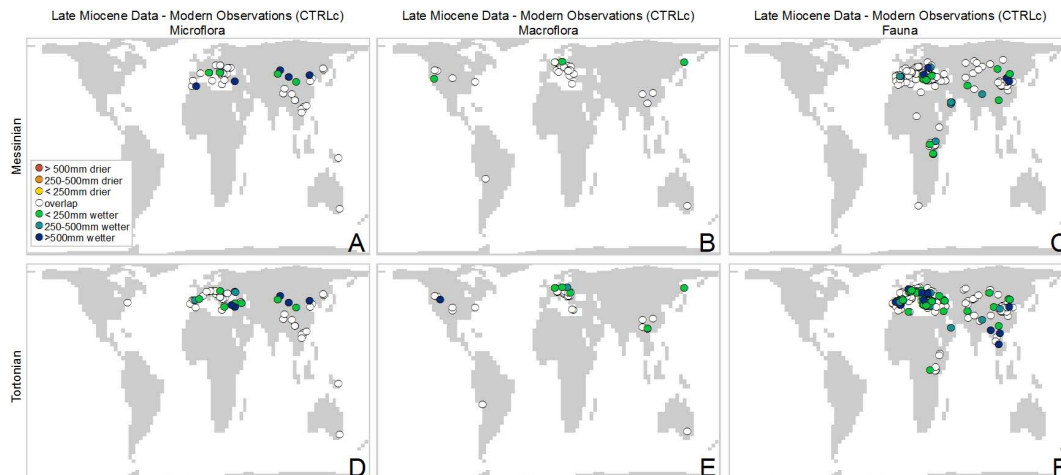 Late Miocene Data - Modern Observations (CTRLc)
Microflora
Late Miocene Data - Modern Observations (CTRLc)
Macroflora
Late Miocene Data - Modern Observations (CTRLc)
Fauna
Messinian
> 500mm drier
250-500mm drier
< 250mm drier
overlap
< 250mm wetter
250-500mm wetter
>500mm wetter
A
B
C
Tortonian
D
E